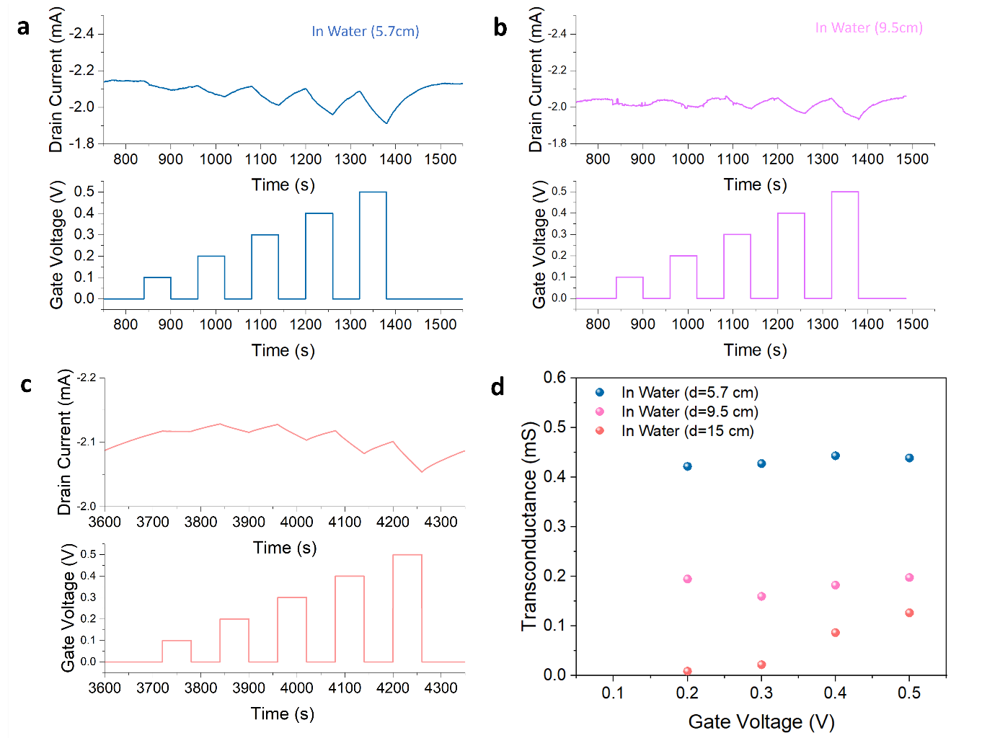 a
In Water (5.7cm)
Drain Current (mA)
-2.4
-2.2
-2.0
-1.8
800 900 1000 1100 1200 1300 1400 1500
Time (s)
Gate Voltage (V)
0.5
0.4
0.3
0.2
0.1
0.0
800 900 1000 1100 1200 1300 1400 1500
Time (s)
b
In Water (9.5cm)
Drain Current (mA)
-2.4
-2.2
-2.0
-1.8
800 900 1000 1100 1200 1300 1400 1500
Time (s)
Gate Voltage (V)
0.5
0.4
0.3
0.2
0.1
0.0
800 900 1000 1100 1200 1300 1400 1500
Time (s)
c
Drain Current (mA)
-2.2
-2.1
-2.0
3600 3700 3800 3900 4000 4100 4200 4300
Time (s)
Gate Voltage (V)
0.5
0.4
0.3
0.2
0.1
0.0
3600 3700 3800 3900 4000 4100 4200 4300
Time (s)
d
In Water (d=5.7 cm)
In Water (d=9.5 cm)
In Water (d=15 cm)
Transconductance (mS)
0.6
0.5
0.4
0.3
0.2
0.1
0.0
0.1 0.2 0.3 0.4 0.5
Gate Voltage (V)